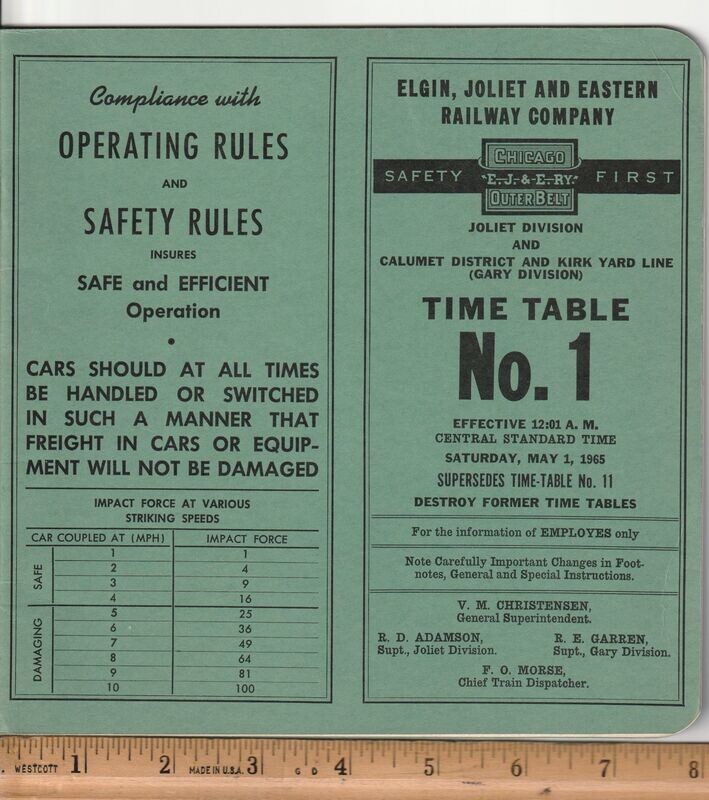 Compliance with
OPERATING RULES
AND
SAFETY RULES
INSURES
SAFE and EFFICIENT
Operation
•
CARS SHOULD AT ALL TIMES
BE HANDLED OR SWITCHED
IN SUCH A MANNER THAT
FREIGHT IN CARS OR EQUIP-
MENT WILL NOT BE DAMAGED
IMPACT FORCE AT VARIOUS
STRIKING SPEEDS
CAR COUPLED AT (MPH) IMPACT FORCE
SAFE
1 1
2 4
3 9
4 16
DAMAGING
5 25
6 36
7 49
8 64
9 81
10 100
ELGIN, JOLIET AND EASTERN
RAILWAY COMPANY
CHICAGO
SAFETY E. J. & E. RY. FIRST
OUTER BELT
JOLIET DIVISION
AND
CALUMET DISTRICT AND KIRK YARD LINE
(GARY DIVISION)
TIME TABLE
No. 1
EFFECTIVE 12:01 A. M.
CENTRAL STANDARD TIME
SATURDAY, MAY 1, 1965
SUPERSEDES TIME-TABLE No. 11
DESTROY FORMER TIME TABLES
For the information of EMPLOYES only
Note Carefully Important Changes in Foot-
notes, General and Special Instructions.
V. M. CHRISTENSEN,
General Superintendent.
R. D. ADAMSON, R. E. GARREN,
Supt., Joliet Division. Supt., Gary Division.
F. O. MORSE,
Chief Train Dispatcher.
WESTCOTT 1 2 MADE IN U.S.A. 3 G D 4 5 6 7 8